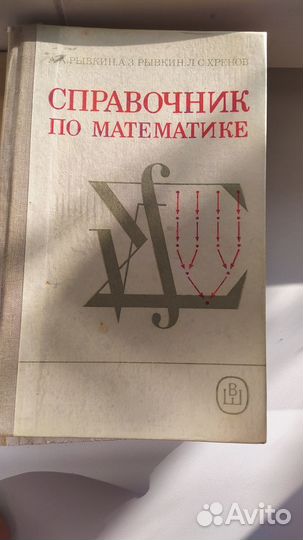 А.А.РЫВКИН, А.З.РЫВКИН, Л.С.ХРЕНОВ
СПРАВОЧНИК
ПО МАТЕМАТИКЕ
ВШ
Avito